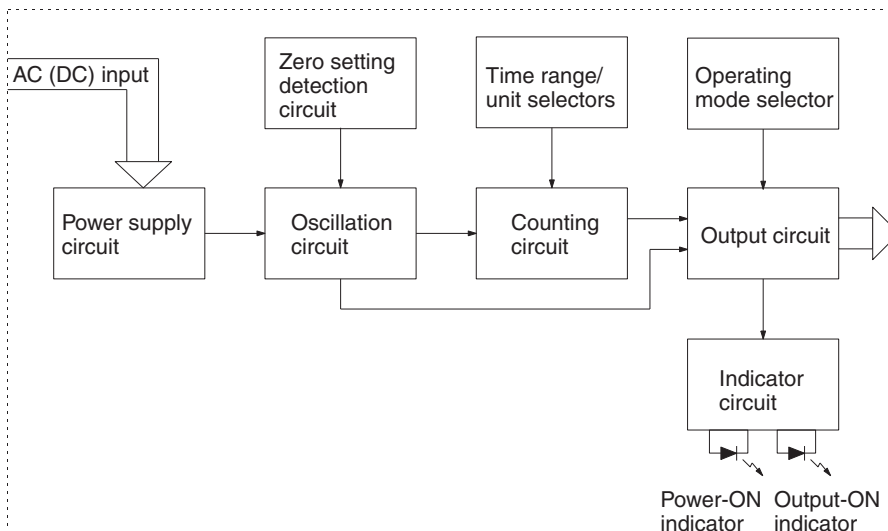 AC (DC) input
Zero setting
detection
circuit
Time range/
unit selectors
Operating
mode selector
Power supply
circuit
Oscillation
circuit
Counting
circuit
Output circuit
Indicator
circuit
Power-ON
indicator
Output-ON
indicator